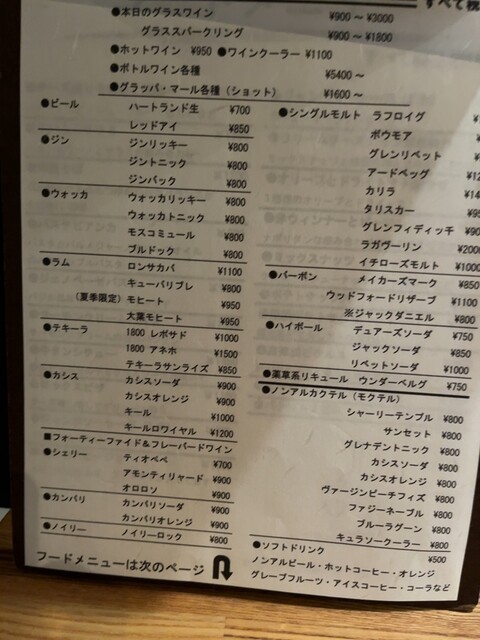 すべて税
●本日のグラスワイン ¥900 ～ ¥3000
グラススパークリング ¥900 ～ ¥1800
●ホットワイン ¥950 ●ワインクーラー ¥1100
●ボトルワイン各種 ¥5400 ～
●グラッパ・マール各種（ショット） ¥1600 ～
●ビール ハートランド生 ¥700
レッドアイ ¥850
●ジン ジンリッキー ¥800
ジントニック ¥800
ジンバック ¥800
●ウォッカ ウォッカリッキー ¥800
ウォッカトニック ¥800
モスコミュール ¥800
ブルドック ¥800
●ラム ロンサカパ ¥1100
キューバリブレ ¥800
（夏季限定）モヒート ¥950
大葉モヒート ¥950
●テキーラ 1800 レポサド ¥1000
1800 アネホ ¥1500
テキーラサンライズ ¥850
●カシス カシスソーダ ¥900
カシスオレンジ ¥900
キール ¥1000
キールロワイヤル ¥1200
■フォーティーファイド＆フレーバードワイン
●シェリー ティオペペ ¥700
アモンティリャード ¥900
オロロソ ¥900
●カンパリ カンパリソーダ ¥900
カンパリオレンジ ¥900
●ノイリー ノイリーロック ¥800
フードメニューは次のページ
●シングルモルト ラフロイグ
ボウモア
グレンリベット
アードベッグ
カリラ
タリスカー
グレンフィディッチ
ラガヴーリン ¥2000
イチローズモルト ¥1000
●バーボン メイカーズマーク ¥850
ウッドフォードリザーブ ¥1100
※ジャックダニエル ¥800
●ハイボール デュアーズソーダ ¥750
ジャックソーダ ¥850
リベットソーダ ¥1000
●薬草系リキュール ウンダーベルグ ¥750
●ノンアルカクテル（モクテル）
シャーリーテンプル ¥800
サンセット ¥800
グレナデントニック ¥800
カシスソーダ ¥800
カシスオレンジ ¥800
ヴァージンピーチフィズ ¥800
ファジーネーブル ¥800
ブルーラグーン ¥800
キュラソークーラー ¥800
●ソフトドリンク ¥500
ノンアルビール・ホットコーヒー・オレンジ
グレープフルーツ・アイスコーヒー・コーラなど